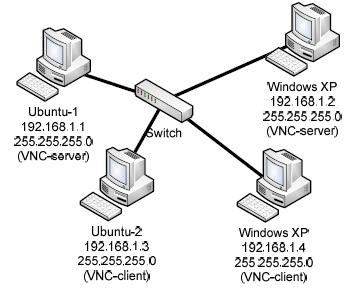 Ubuntu-1
192.168.1.1
255.255.255.0
(VNC-server)
Windows XP
192.168.1.2
255.255.255.0
(VNC-server)
Switch
Ubuntu-2
192.168.1.3
255.255.255.0
(VNC-client)
Windows XP
192.168.1.4
255.255.255.0
(VNC-client)